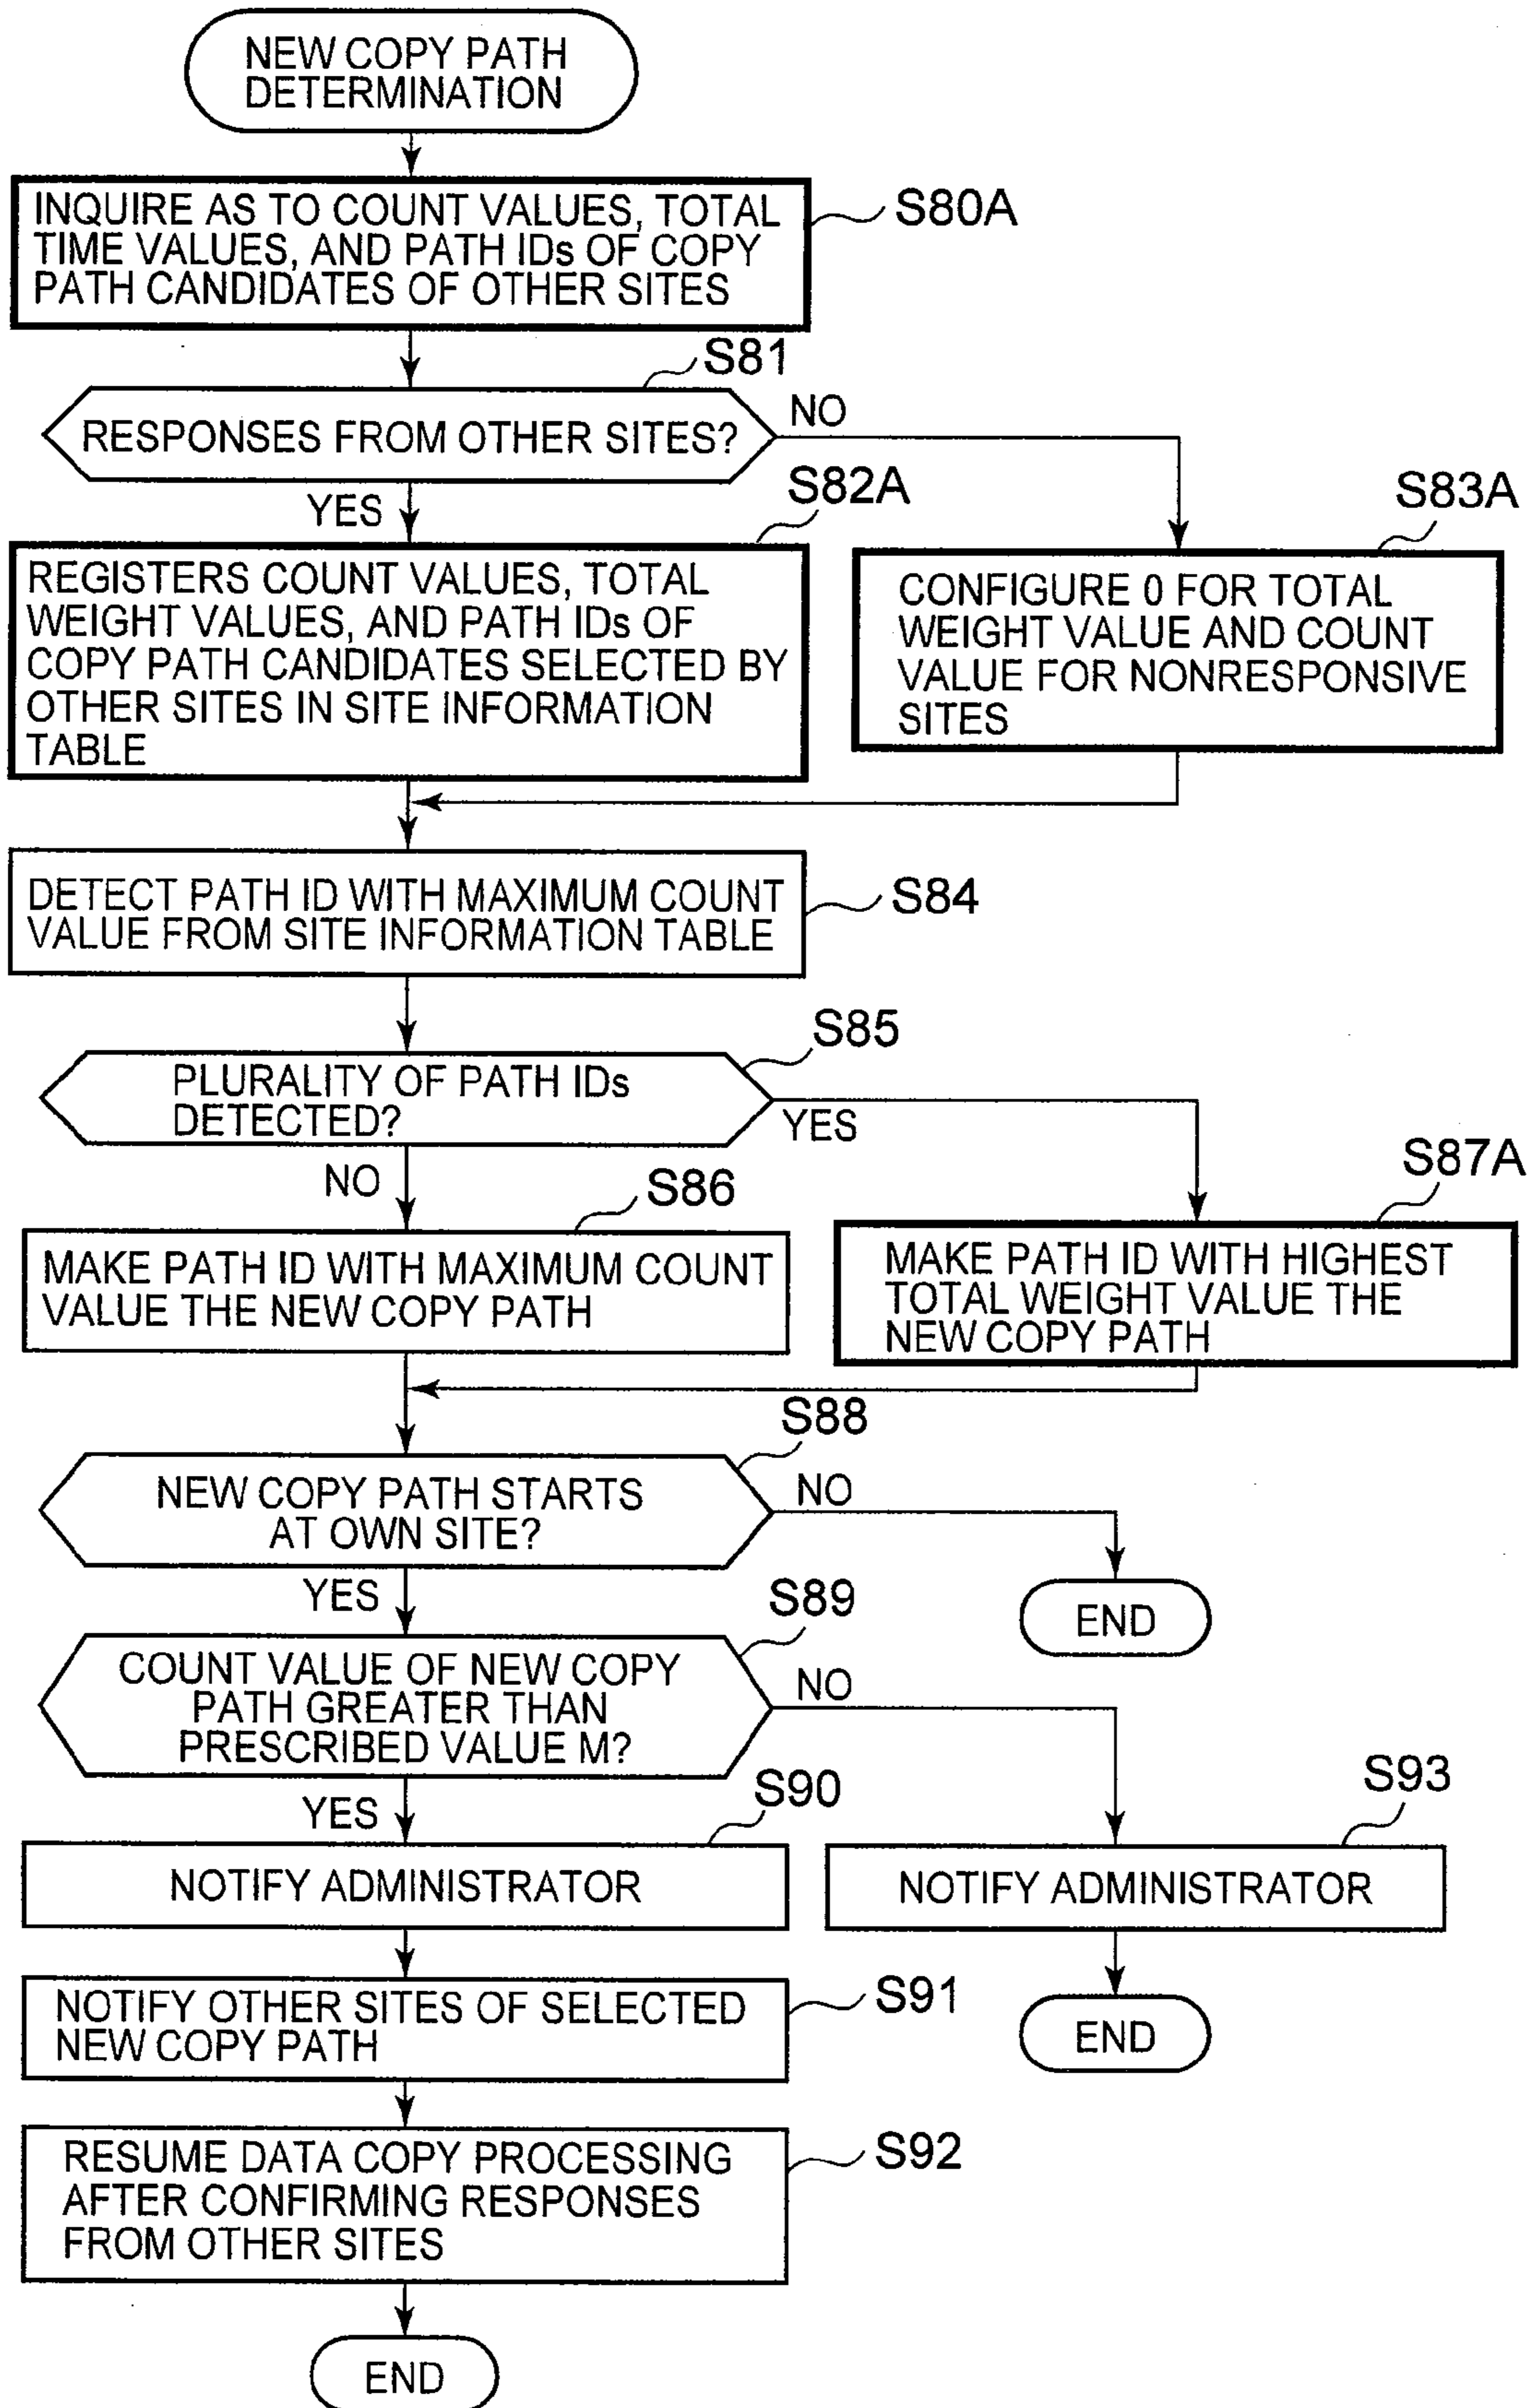 NEW COPY PATH
DETERMINATION
INQUIRE AS TO COUNT VALUES, TOTAL
TIME VALUES, AND PATH IDs OF COPY
PATH CANDIDATES OF OTHER SITES
S80A
S81
RESPONSES FROM OTHER SITES?
NO
YES
S82A
REGISTERS COUNT VALUES, TOTAL
WEIGHT VALUES, AND PATH IDs OF
COPY PATH CANDIDATES SELECTED BY
OTHER SITES IN SITE INFORMATION
TABLE
S83A
CONFIGURE 0 FOR TOTAL
WEIGHT VALUE AND COUNT
VALUE FOR NONRESPONSIVE
SITES
DETECT PATH ID WITH MAXIMUM COUNT
VALUE FROM SITE INFORMATION TABLE
S84
S85
PLURALITY OF PATH IDs
DETECTED?
YES
NO
S86
MAKE PATH ID WITH MAXIMUM COUNT
VALUE THE NEW COPY PATH
S87A
MAKE PATH ID WITH HIGHEST
TOTAL WEIGHT VALUE THE
NEW COPY PATH
S88
NEW COPY PATH STARTS
AT OWN SITE?
NO
END
YES
S89
COUNT VALUE OF NEW COPY
PATH GREATER THAN
PRESCRIBED VALUE M?
NO
YES
S90
NOTIFY ADMINISTRATOR
S93
NOTIFY ADMINISTRATOR
END
NOTIFY OTHER SITES OF SELECTED
NEW COPY PATH
S91
RESUME DATA COPY PROCESSING
AFTER CONFIRMING RESPONSES
FROM OTHER SITES
S92
END